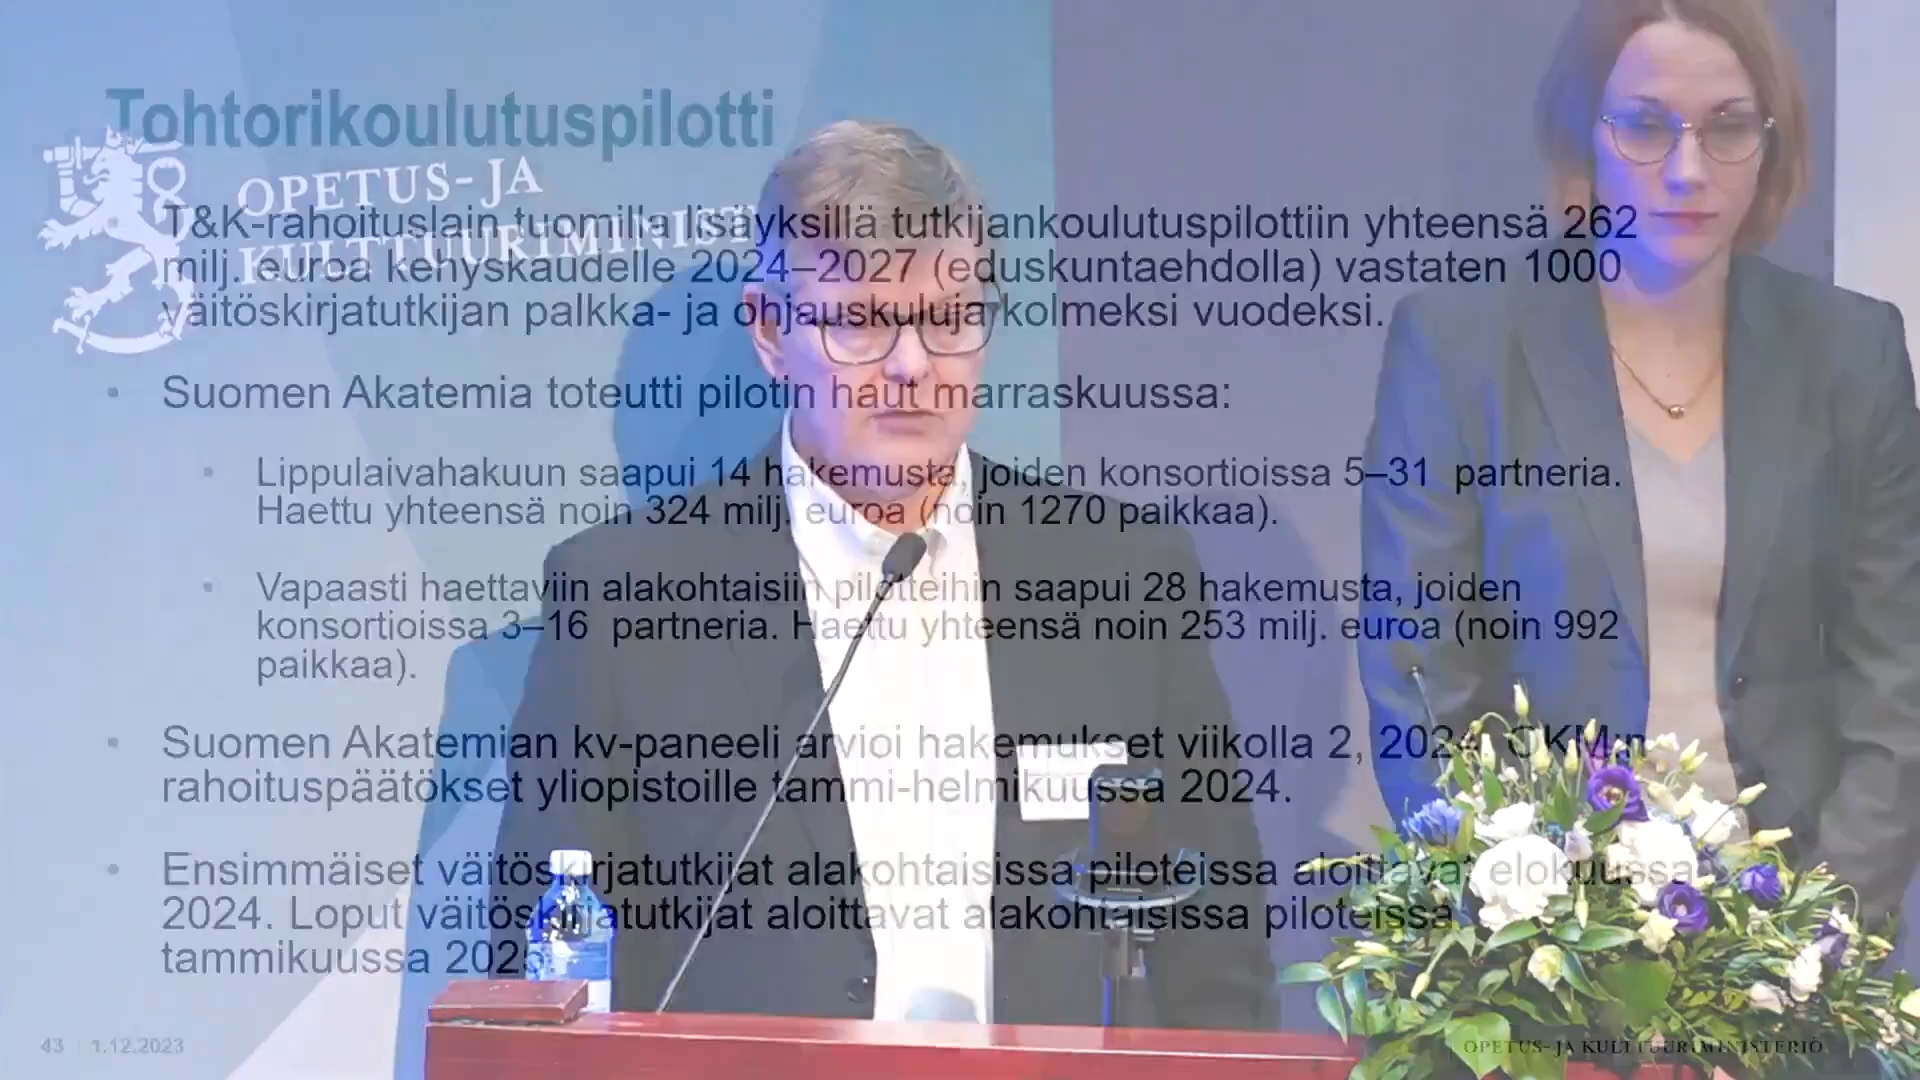 Tohtorikoulutuspilotti
OPETUS- JA
KULTTUURIMINIST
T&K-rahoituslain tuomilla lisäyksillä tutkijankoulutuspilottiin yhteensä 262
milj. euroa kehyskaudelle 2024–2027 (eduskuntaehdolla) vastaten 1000
väitöskirjatutkijan palkka- ja ohjauskuluja kolmeksi vuodeksi.
• Suomen Akatemia toteutti pilotin haut marraskuussa:
• Lippulaivahakuun saapui 14 hakemusta, joiden konsortioissa 5–31 partneria.
Haettu yhteensä noin 324 milj. euroa (noin 1270 paikkaa).
• Vapaasti haettaviin alakohtaisiin pilotteihin saapui 28 hakemusta, joiden
konsortioissa 3–16 partneria. Haettu yhteensä noin 253 milj. euroa (noin 992
paikkaa).
• Suomen Akatemian kv-paneeli arvioi hakemukset viikolla 2, 2024. OKM:n
rahoituspäätökset yliopistoille tammi-helmikuussa 2024.
• Ensimmäiset väitöskirjatutkijat alakohtaisissa piloteissa aloittavat elokuussa
2024. Loput väitöskirjatutkijat aloittavat alakohtaisissa piloteissa
tammikuussa 2025.
43 | 1.12.2023
OPETUS- JA KULTTUURIMINISTERIÖ